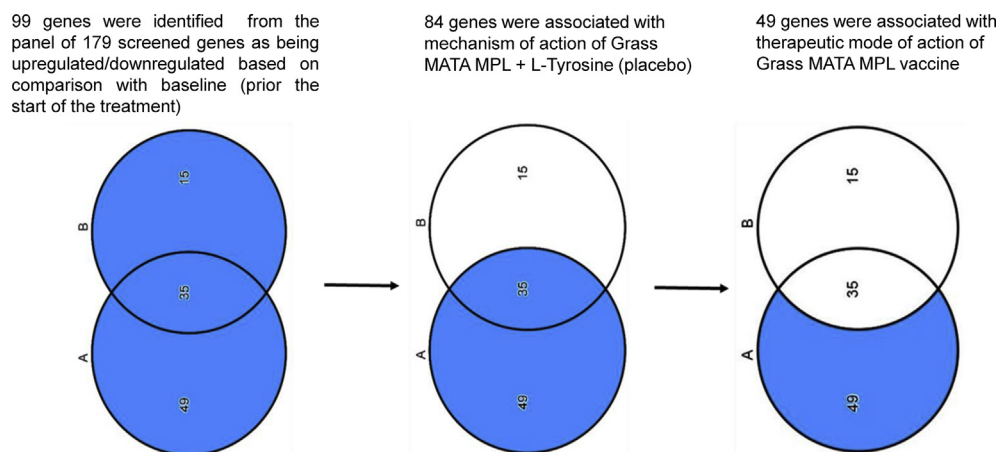 99 genes were identified from the
panel of 179 screened genes as being
upregulated/downregulated based on
comparison with baseline (prior the
start of the treatment)
84 genes were associated with
mechanism of action of Grass
MATA MPL + L-Tyrosine (placebo)
49 genes were associated with
therapeutic mode of action of
Grass MATA MPL vaccine
15
B
35
A
49
15
B
35
A
49
15
B
35
A
49